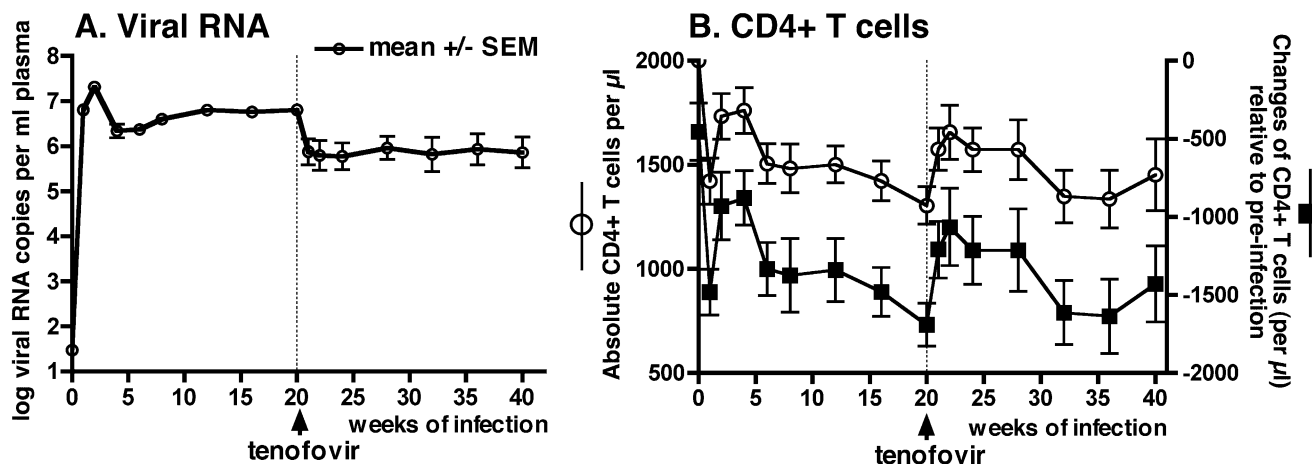 A. Viral RNA
mean +/- SEM
log viral RNA copies per ml plasma
8
7
6
5
4
3
2
1
0 5 10 15 20 25 30 35 40
weeks of infection
tenofovir
B. CD4+ T cells
Absolute CD4+ T cells per µl
2000
1500
1000
500
0
-500
-1000
-1500
-2000
Changes of CD4+ T cells (per µl)
relative to pre-infection
0 5 10 15 20 25 30 35 40
weeks of infection
tenofovir